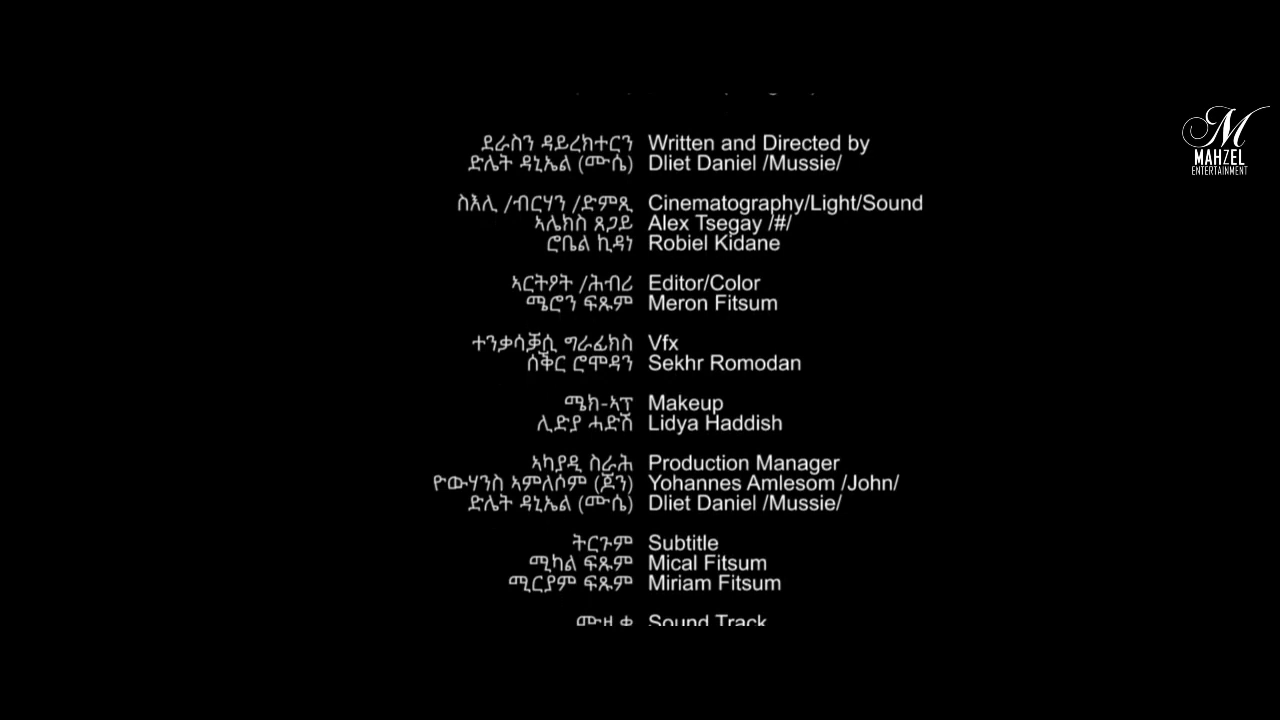 ደራስን ዳይረክተርን Written and Directed by
ድሌት ዳኒኤል (ሙሴ) Dliet Daniel /Mussie/
ስእሊ /ብርሃን /ድምጺ Cinematography/Light/Sound
ኣሌክስ ጸጋይ Alex Tsegay /#/
ሮቤል ኪዳነ Robiel Kidane
ኣርትዖት /ሕብሪ Editor/Color
ሜሮን ፍጹም Meron Fitsum
ተንቃሳቓሲ ግራፊክስ Vfx
ሰቕር ሮሞዳን Sekhr Romodan
ሜክ-ኣፕ Makeup
ሊድያ ሓድሽ Lidya Haddish
ኣካያዲ ስራሕ Production Manager
ዮውሃንስ ኣምለሶም (ጆን) Yohannes Amlesom /John/
ድሌት ዳኒኤል (ሙሴ) Dliet Daniel /Mussie/
ትርጉም Subtitle
ሚካል ፍጹም Mical Fitsum
ሚርያም ፍጹም Miriam Fitsum
Sound Track
M
MAHZEL
ENTERTAINMENT